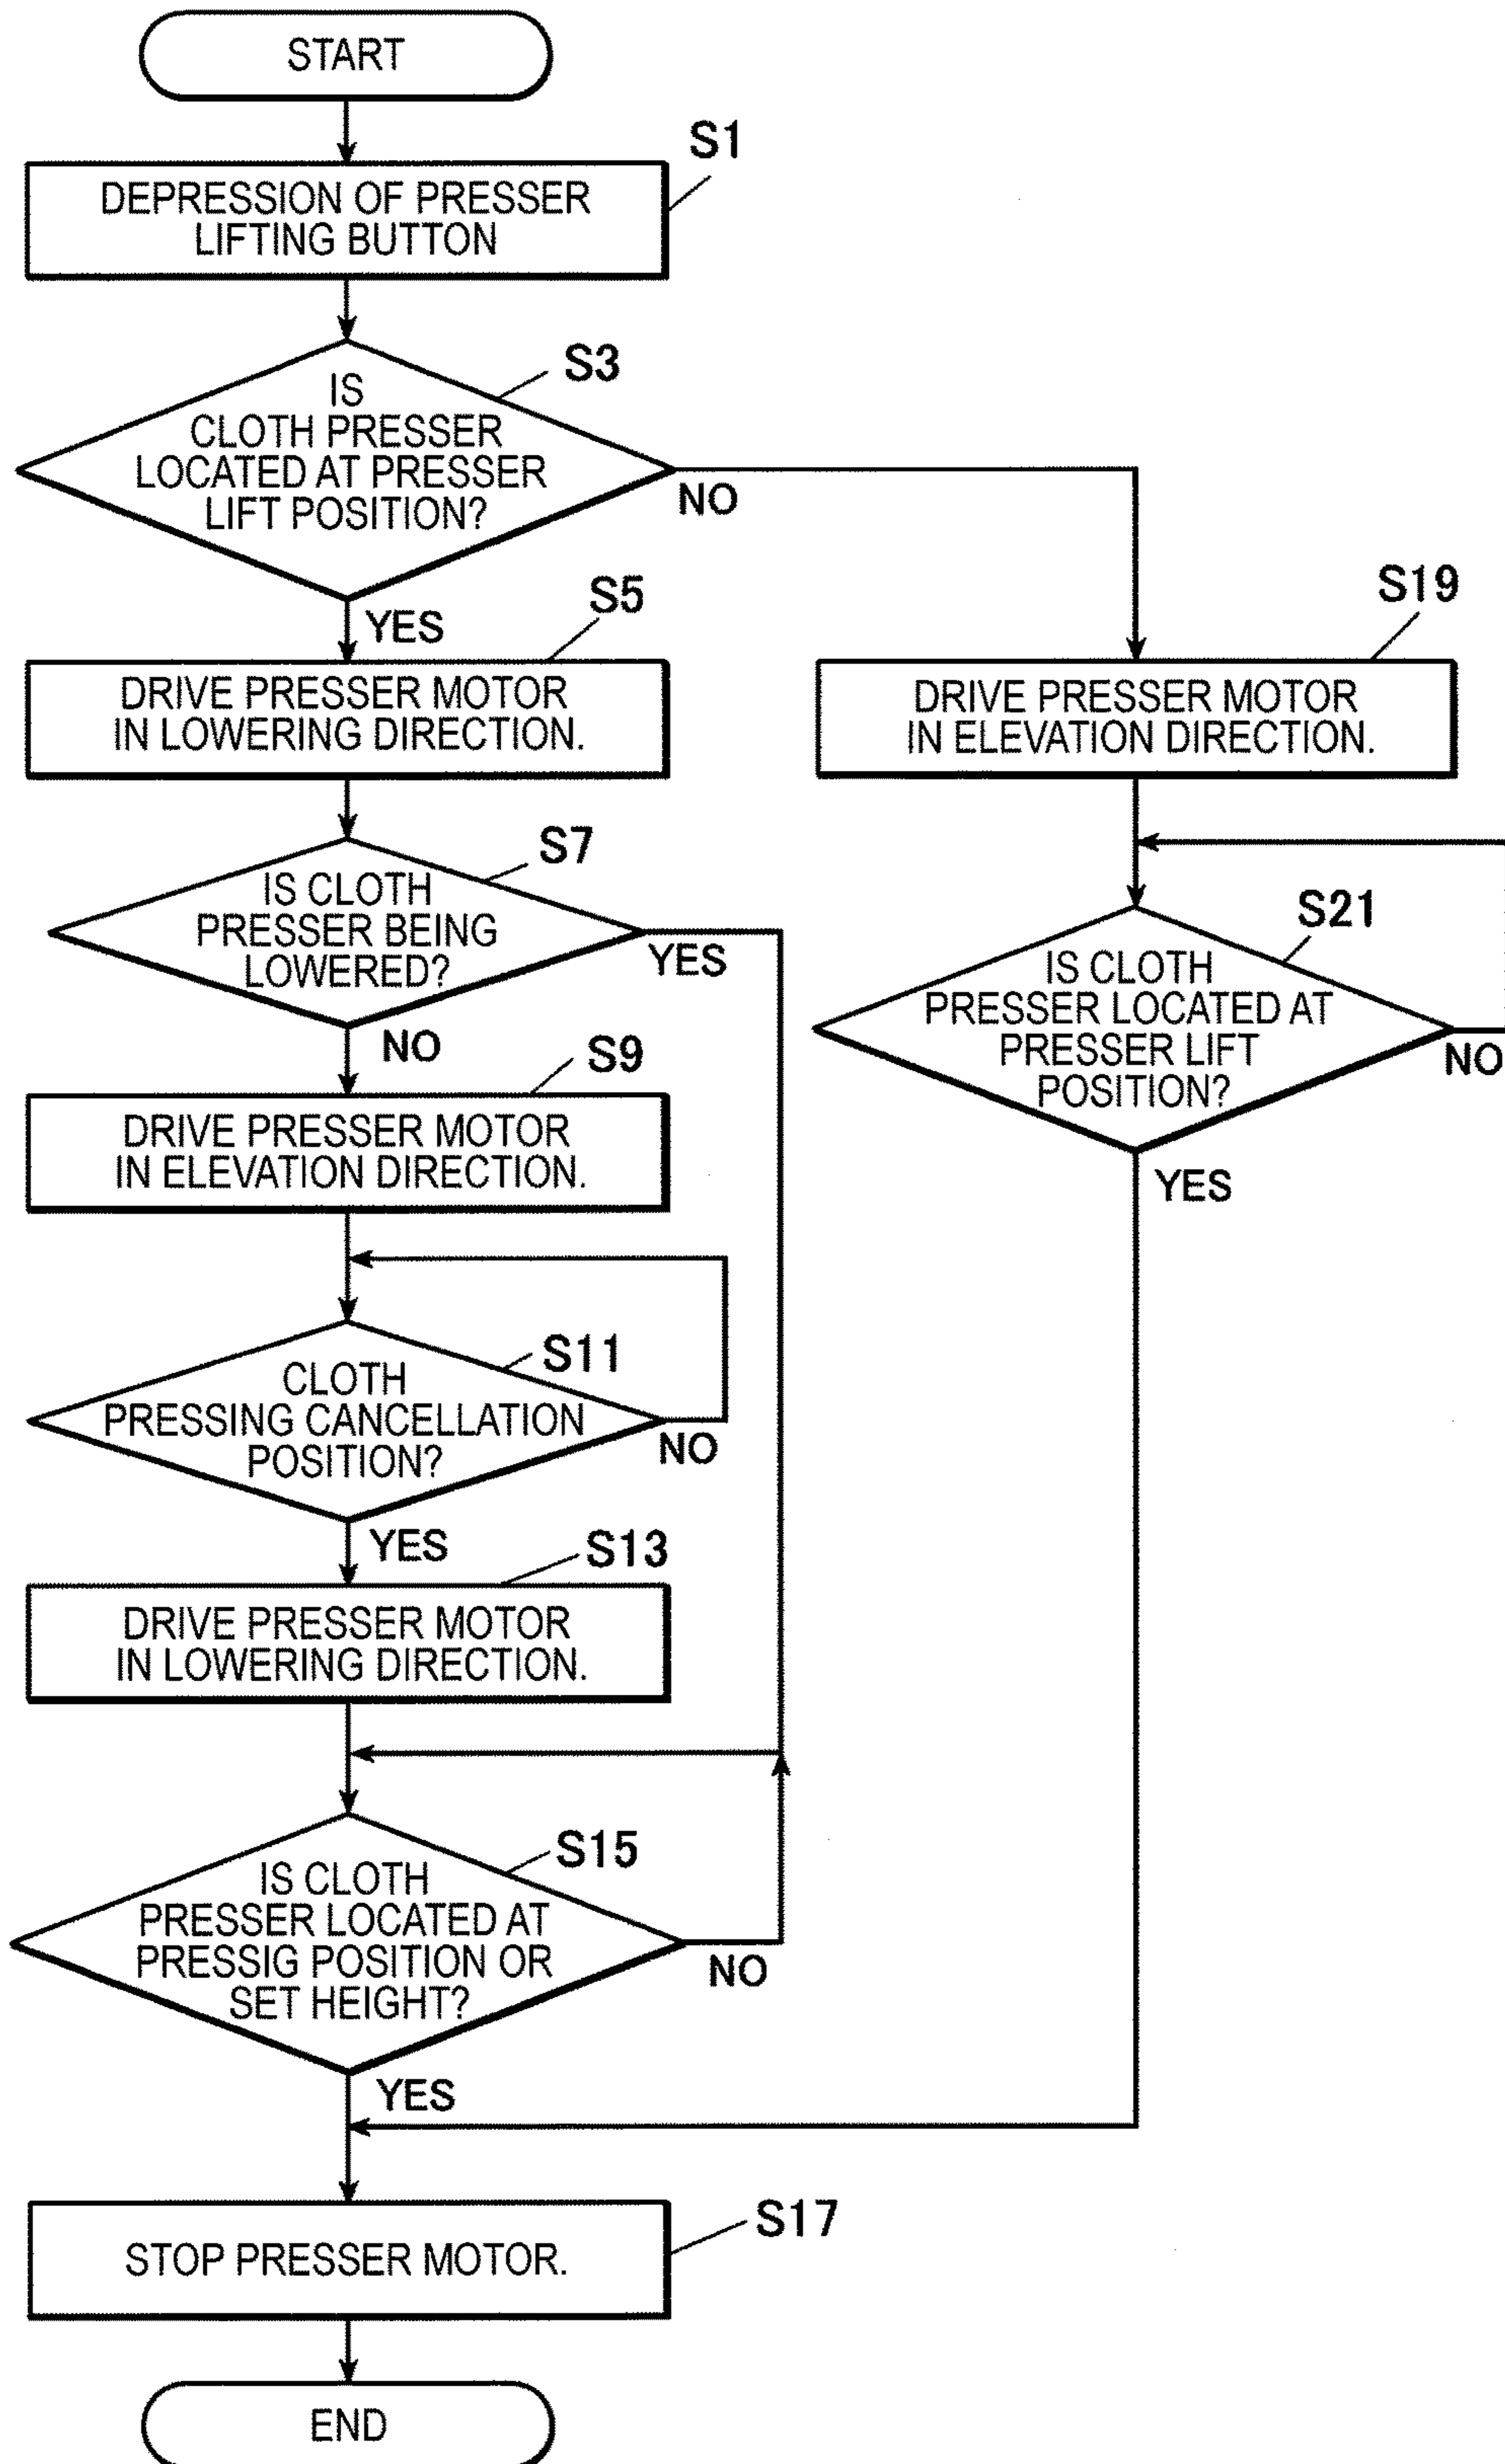 START
S1
DEPRESSION OF PRESSER
LIFTING BUTTON
S3
IS
CLOTH PRESSER
LOCATED AT PRESSER
LIFT POSITION?
NO
YES
S5
DRIVE PRESSER MOTOR
IN LOWERING DIRECTION.
S19
DRIVE PRESSER MOTOR
IN ELEVATION DIRECTION.
S7
IS CLOTH
PRESSER BEING
LOWERED?
YES
NO
S21
IS CLOTH
PRESSER LOCATED AT
PRESSER LIFT
POSITION?
NO
YES
S9
DRIVE PRESSER MOTOR
IN ELEVATION DIRECTION.
S11
CLOTH
PRESSING CANCELLATION
POSITION?
NO
YES
S13
DRIVE PRESSER MOTOR
IN LOWERING DIRECTION.
S15
IS CLOTH
PRESSER LOCATED AT
PRESSIG POSITION OR
SET HEIGHT?
NO
YES
S17
STOP PRESSER MOTOR.
END